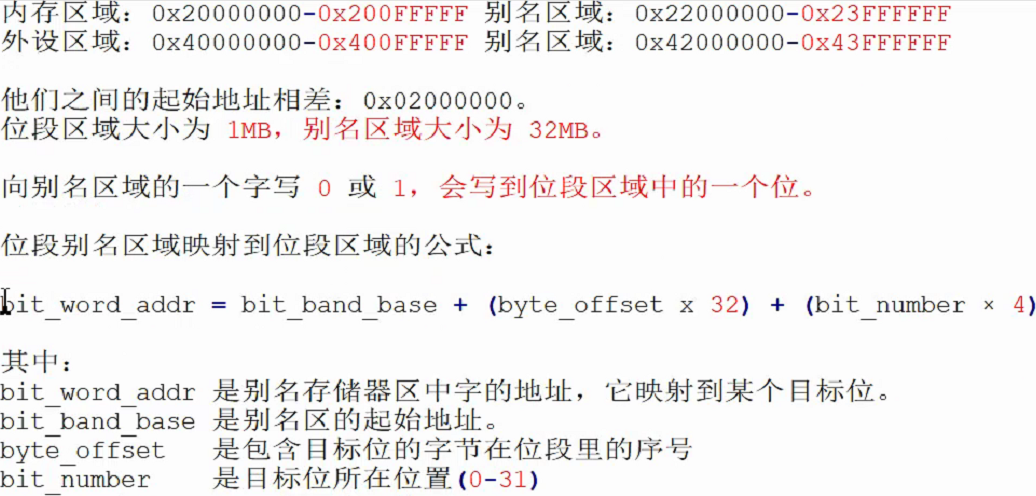 内存区域：0x20000000-0x200FFFFF 别名区域：0x22000000-0x23FFFFFF
外设区域：0x40000000-0x400FFFFF 别名区域：0x42000000-0x43FFFFFF
他们之间的起始地址相差：0x02000000。
位段区域大小为 1MB，别名区域大小为 32MB。
向别名区域的一个字写 0 或 1，会写到位段区域中的一个位。
位段别名区域映射到位段区域的公式：
bit_word_addr = bit_band_base + (byte_offset x 32) + (bit_number × 4)
其中：
bit_word_addr 是别名存储器区中字的地址，它映射到某个目标位。
bit_band_base 是别名区的起始地址。
byte_offset 是包含目标位的字节在位段里的序号
bit_number 是目标位所在位置(0-31)